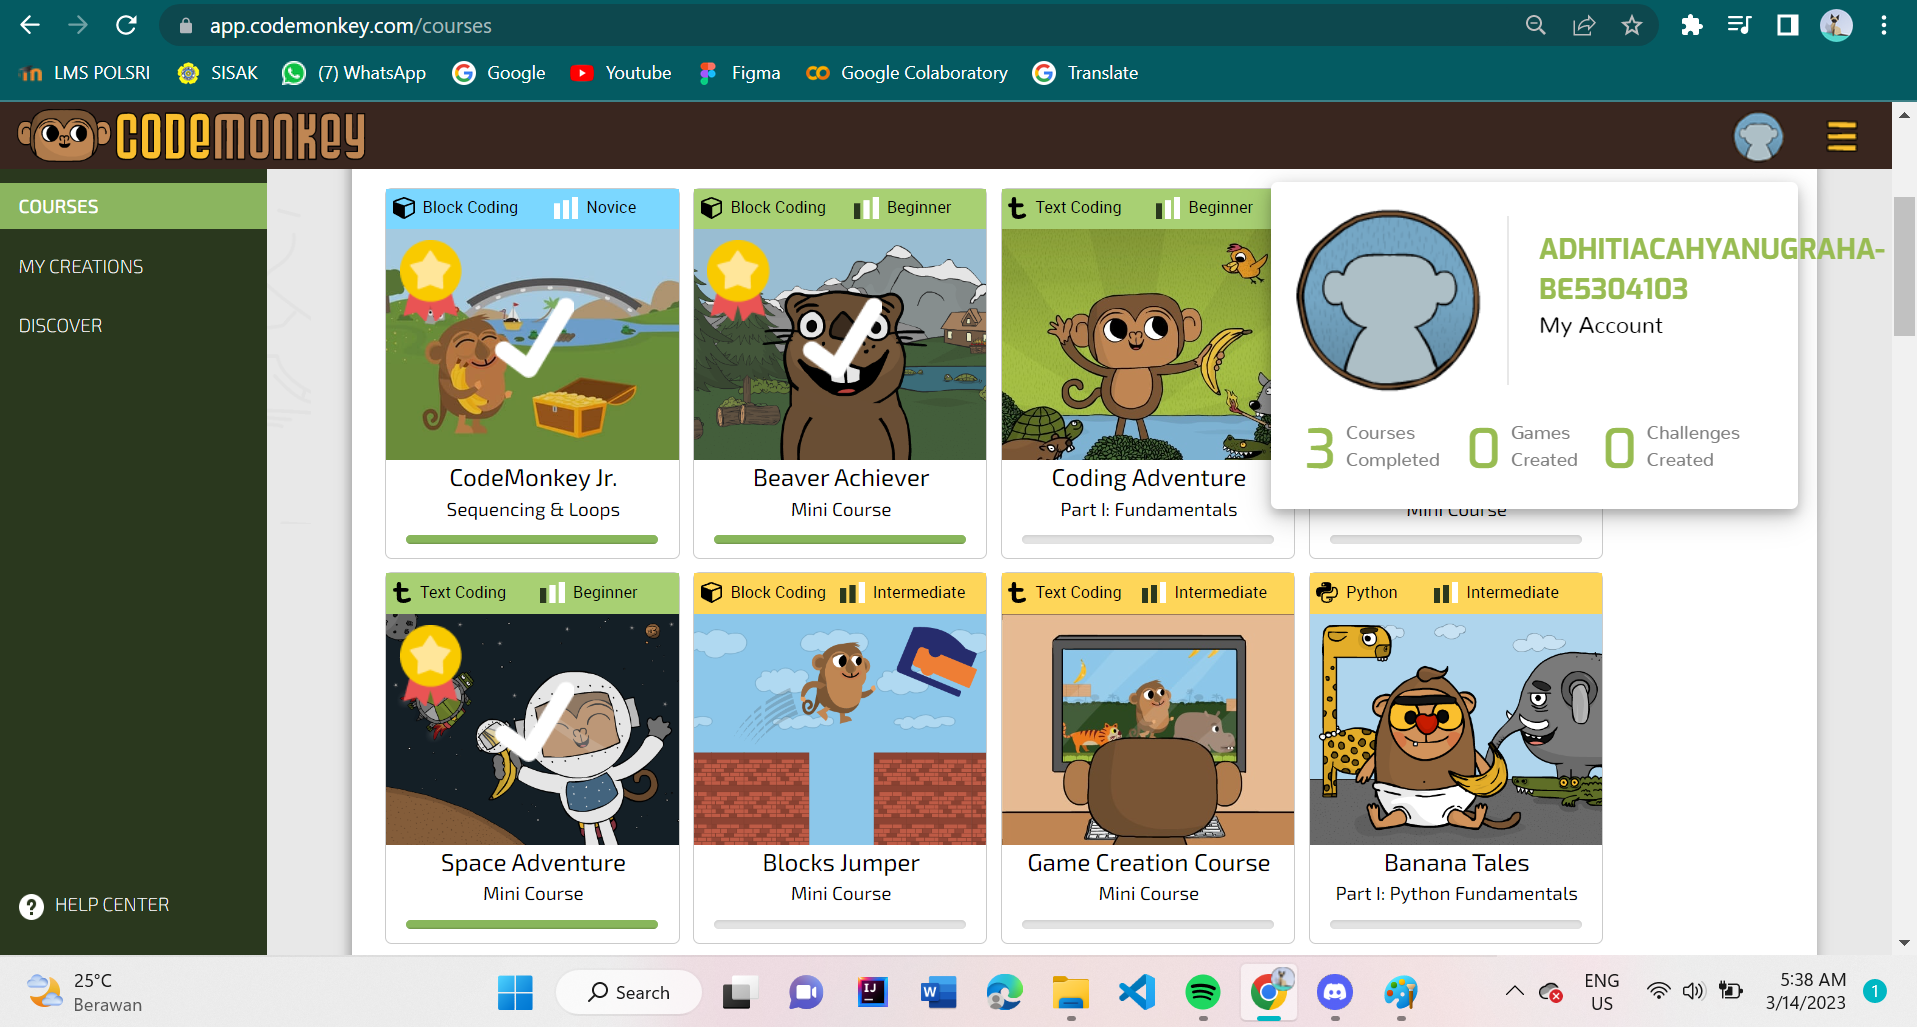 app.codemonkey.com/courses
LMS POLSRI
SISAK
(7) WhatsApp
Google
Youtube
Figma
Google Colaboratory
Translate
CODEMONKEY
COURSES
MY CREATIONS
DISCOVER
HELP CENTER
Block Coding Novice
CodeMonkey Jr.
Sequencing & Loops
Block Coding Beginner
Beaver Achiever
Mini Course
Text Coding Beginner
Coding Adventure
Part I: Fundamentals
Mini Course
ADHITIACAHYANUGRAHA-
BE5304103
My Account
3 Courses
Completed
0 Games
Created
0 Challenges
Created
Text Coding Beginner
Space Adventure
Mini Course
Block Coding Intermediate
Blocks Jumper
Mini Course
Text Coding Intermediate
Game Creation Course
Mini Course
Python Intermediate
Banana Tales
Part I: Python Fundamentals
25°C
Berawan
Search
ENG
US
5:38 AM
3/14/2023
1